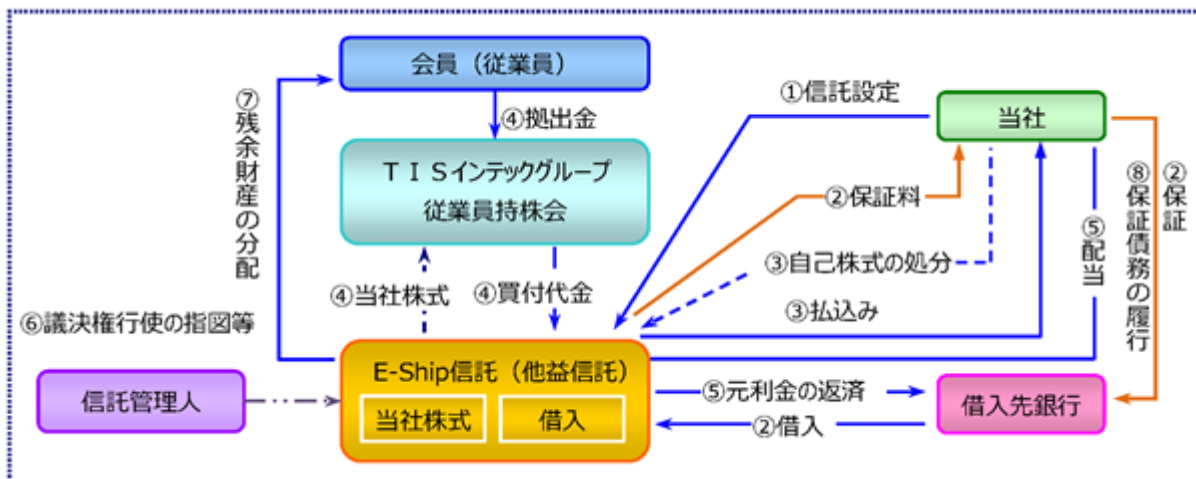 会員（従業員）
④拠出金
ＴＩＳインテックグループ
従業員持株会
④当社株式
④買付代金
⑦残余財産の分配
⑥議決権行使の指図等
信託管理人
E-Ship信託（他益信託）
当社株式
借入
①信託設定
当社
②保証料
③自己株式の処分
③払込み
⑤配当
⑧保証債務の履行
②保証
⑤元利金の返済
②借入
借入先銀行